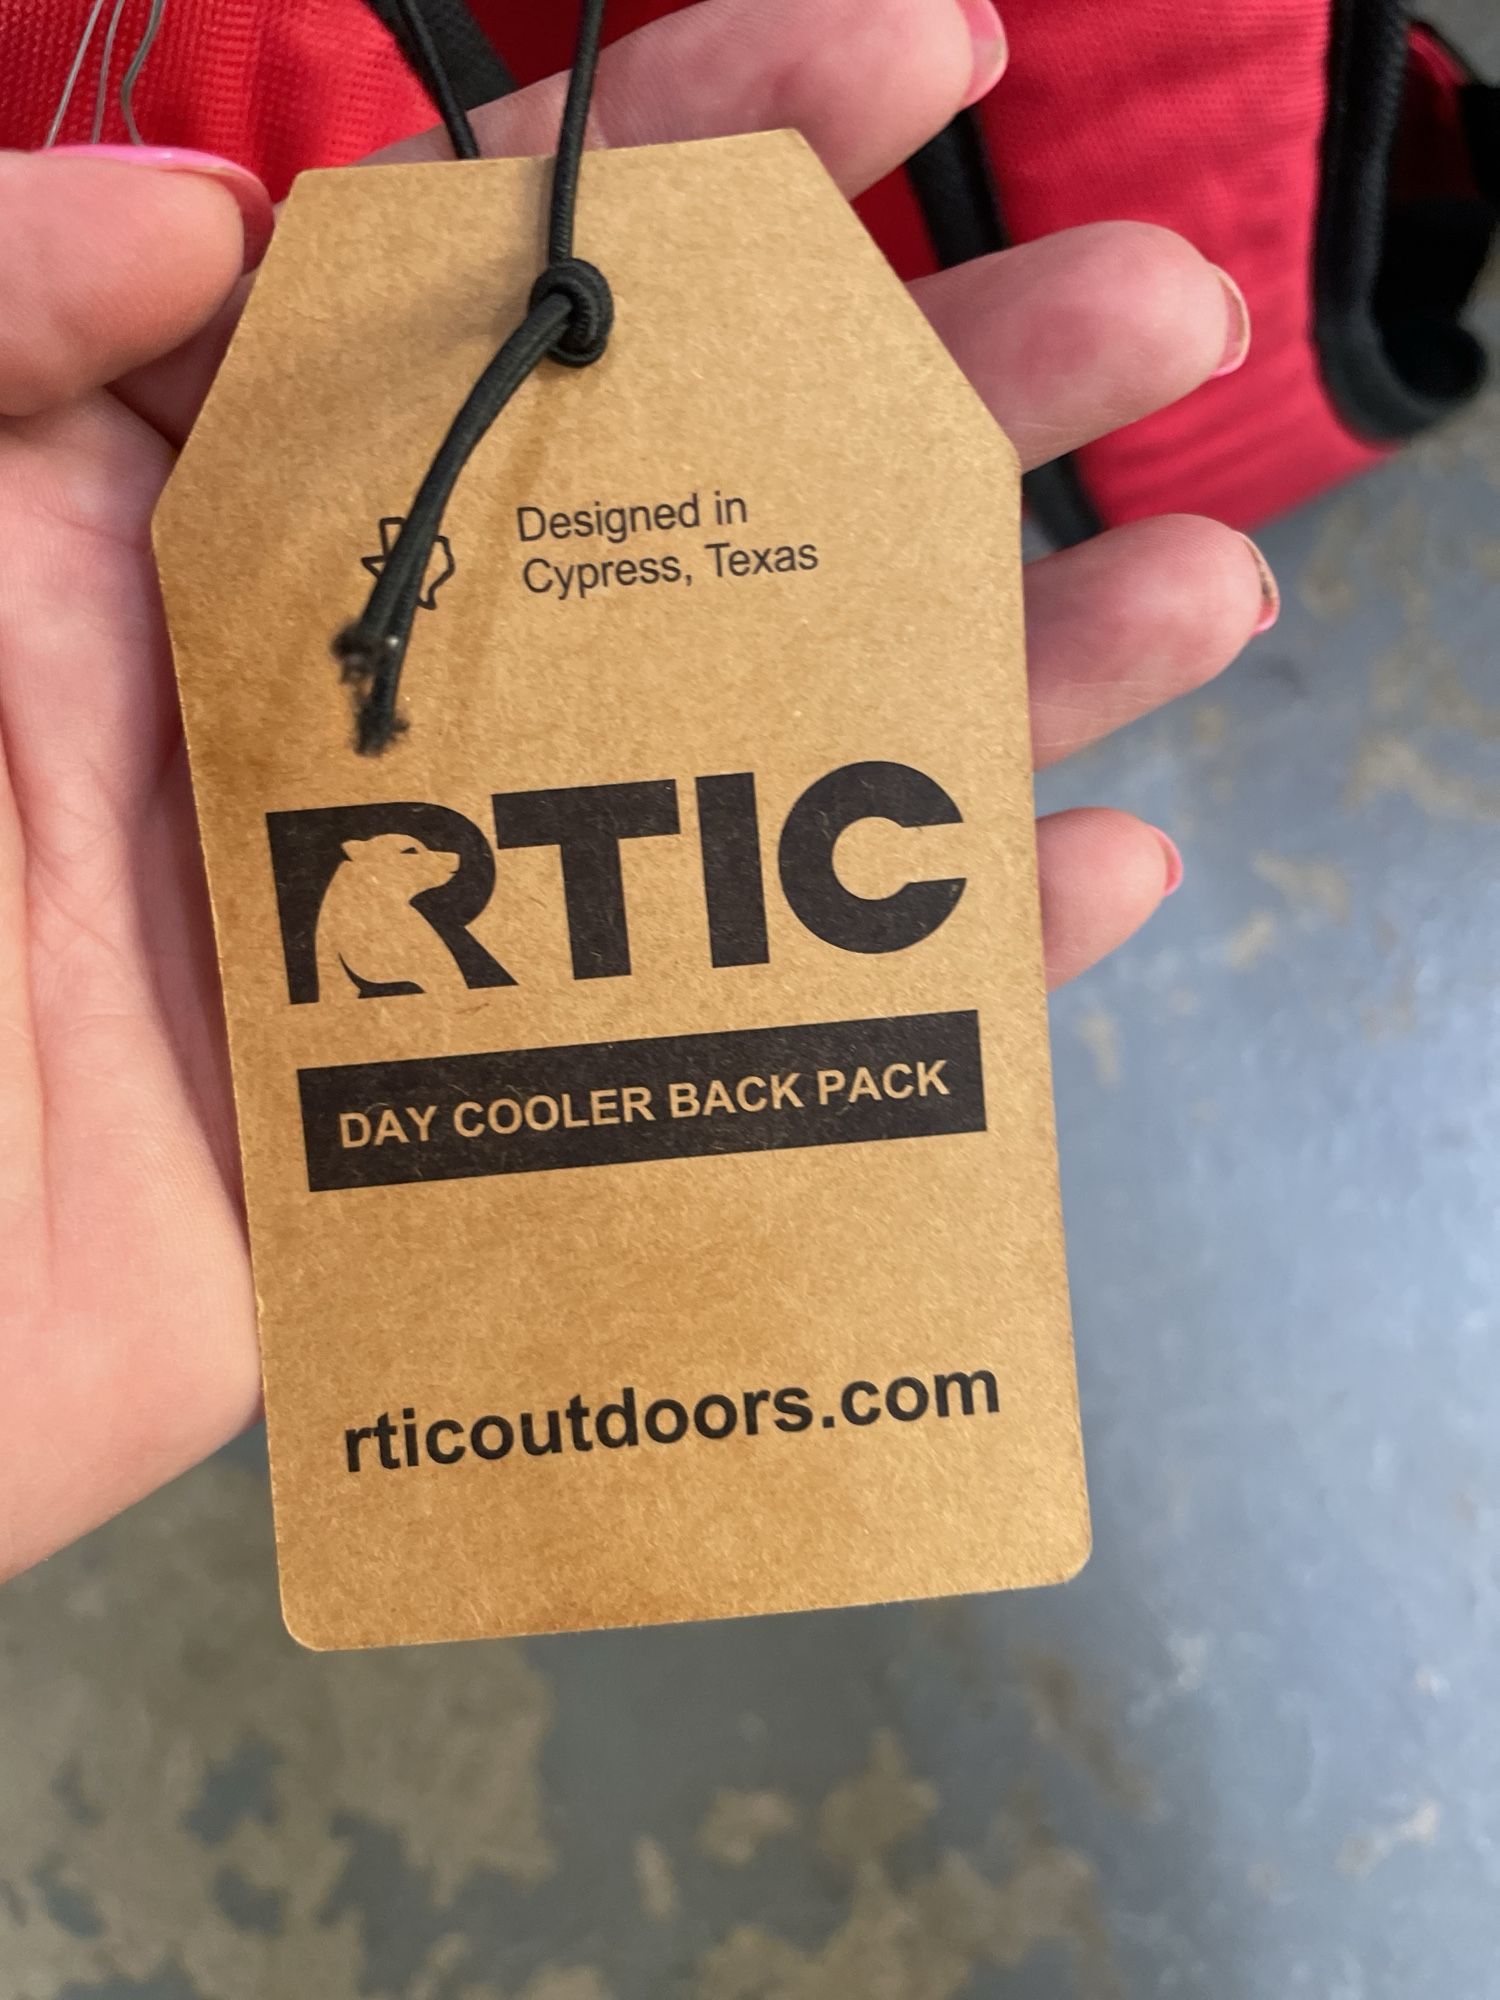 Designed in
Cypress, Texas
RTIC
DAY COOLER BACK PACK
rticoutdoors.com